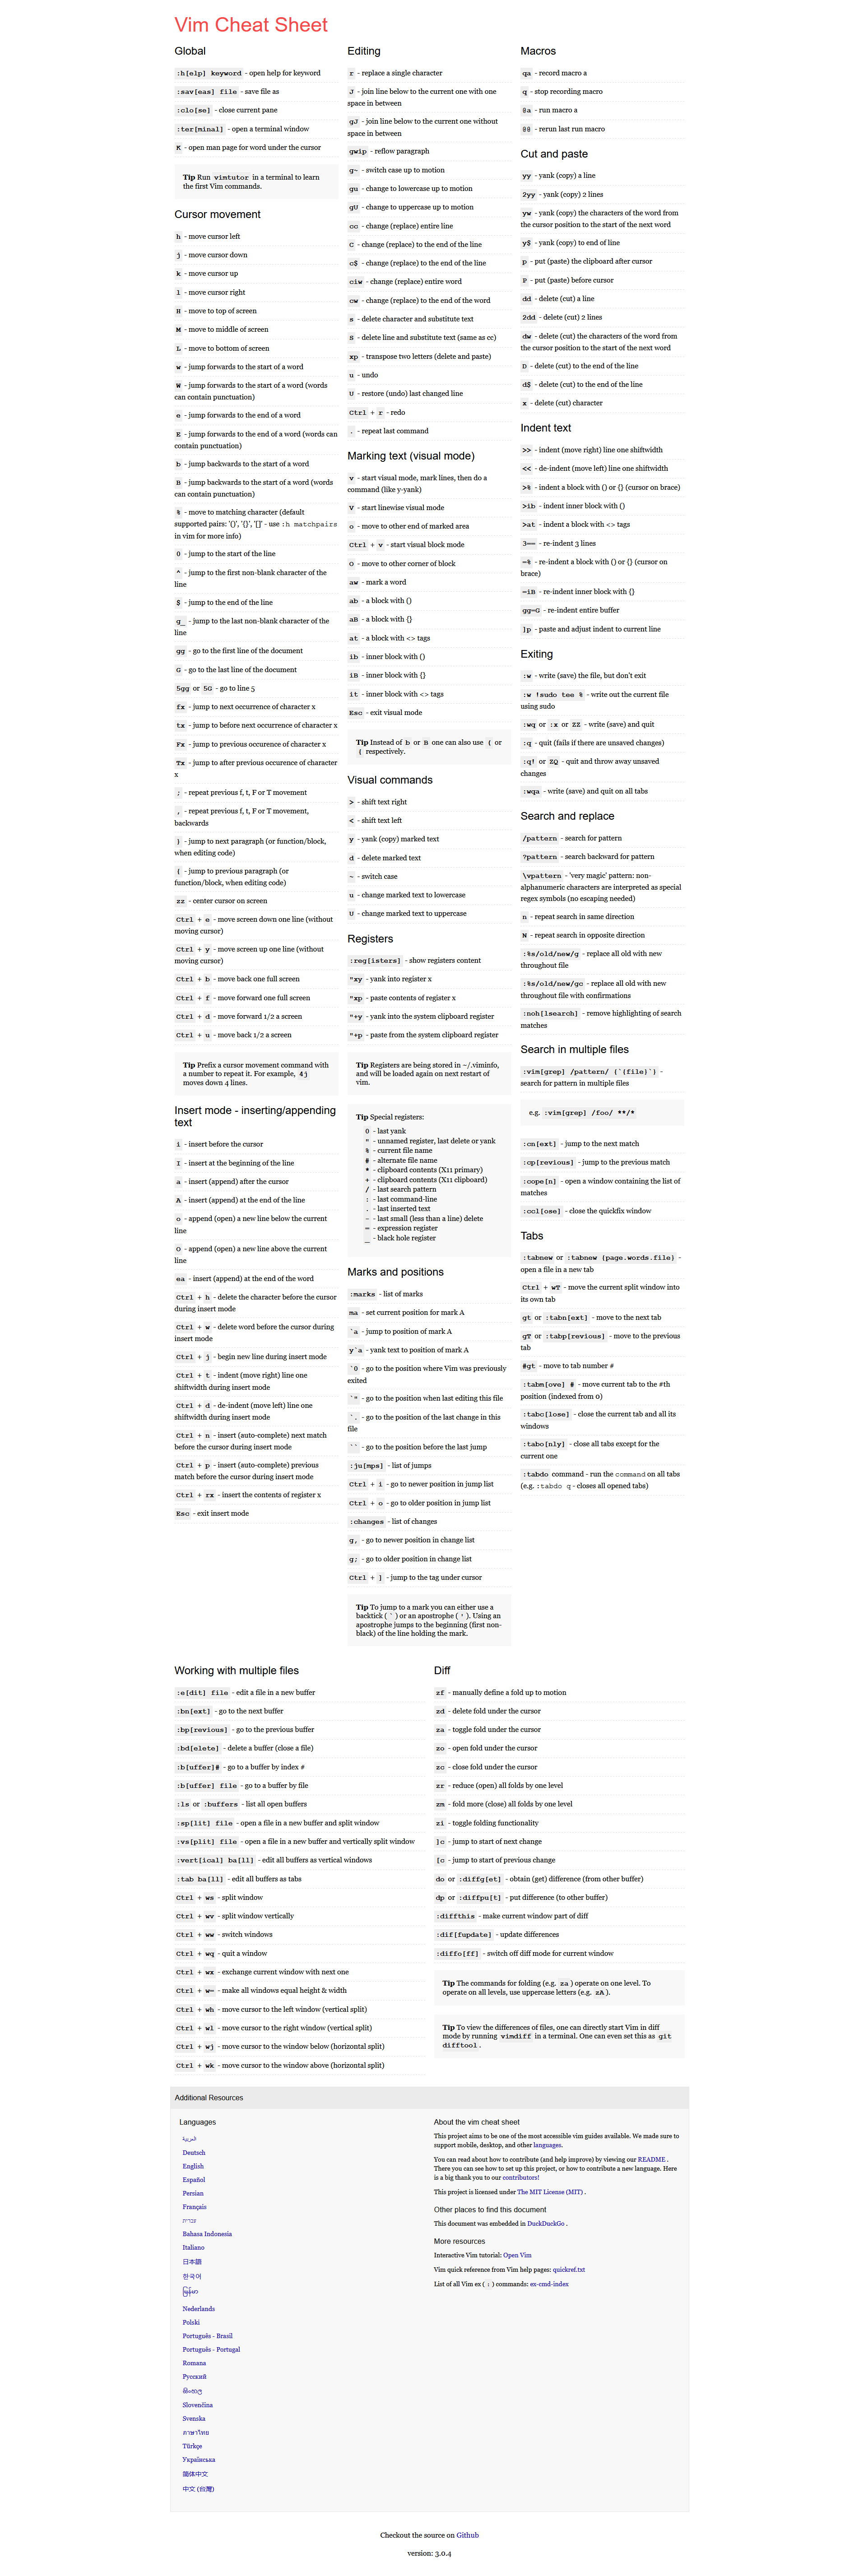 Vim Cheat Sheet
Global
:h[elp] keyword - open help for keyword
:sav[eas] file - save file as
:clo[se] - close current pane
:ter[minal] - open a terminal window
K - open man page for word under the cursor
Tip Run vimtutor in a terminal to learn
the first Vim commands.
Cursor movement
h - move cursor left
j - move cursor down
k - move cursor up
l - move cursor right
H - move to top of screen
M - move to middle of screen
L - move to bottom of screen
w - jump forwards to the start of a word
W - jump forwards to the start of a word (words
can contain punctuation)
e - jump forwards to the end of a word
E - jump forwards to the end of a word (words can
contain punctuation)
b - jump backwards to the start of a word
B - jump backwards to the start of a word (words
can contain punctuation)
% - move to matching character (default
supported pairs: '()', '{}', '[]' - use :h matchpairs
in vim for more info)
0 - jump to the start of the line
^ - jump to the first non-blank character of the
line
$ - jump to the end of the line
g_ - jump to the last non-blank character of the
line
gg - go to the first line of the document
G - go to the last line of the document
5gg or 5G - go to line 5
fx - jump to next occurrence of character x
tx - jump to before next occurrence of character x
Fx - jump to previous occurence of character x
Tx - jump to after previous occurence of character
x
; - repeat previous f, t, F or T movement
, - repeat previous f, t, F or T movement,
backwards
} - jump to next paragraph (or function/block,
when editing code)
{ - jump to previous paragraph (or
function/block, when editing code)
zz - center cursor on screen
Ctrl + e - move screen down one line (without
moving cursor)
Ctrl + y - move screen up one line (without
moving cursor)
Ctrl + b - move back one full screen
Ctrl + f - move forward one full screen
Ctrl + d - move forward 1/2 a screen
Ctrl + u - move back 1/2 a screen
Tip Prefix a cursor movement command with
a number to repeat it. For example, 4j
moves down 4 lines.
Insert mode - inserting/appending
text
i - insert before the cursor
I - insert at the beginning of the line
a - insert (append) after the cursor
A - insert (append) at the end of the line
o - append (open) a new line below the current
line
O - append (open) a new line above the current
line
ea - insert (append) at the end of the word
Ctrl + h - delete the character before the cursor
during insert mode
Ctrl + w - delete word before the cursor during
insert mode
Ctrl + j - begin new line during insert mode
Ctrl + t - indent (move right) line one
shiftwidth during insert mode
Ctrl + d - de-indent (move left) line one
shiftwidth during insert mode
Ctrl + n - insert (auto-complete) next match
before the cursor during insert mode
Ctrl + p - insert (auto-complete) previous
match before the cursor during insert mode
Ctrl + rx - insert the contents of register x
Esc - exit insert mode
Editing
r - replace a single character
J - join line below to the current one with one
space in between
gJ - join line below to the current one without
space in between
gwip - reflow paragraph
g~ - switch case up to motion
gu - change to lowercase up to motion
gU - change to uppercase up to motion
cc - change (replace) entire line
C - change (replace) to the end of the line
c$ - change (replace) to the end of the line
ciw - change (replace) entire word
cw - change (replace) to the end of the word
s - delete character and substitute text
S - delete line and substitute text (same as cc)
xp - transpose two letters (delete and paste)
u - undo
U - restore (undo) last changed line
Ctrl + r - redo
. - repeat last command
Marking text (visual mode)
v - start visual mode, mark lines, then do a
command (like y-yank)
V - start linewise visual mode
o - move to other end of marked area
Ctrl + v - start visual block mode
O - move to other corner of block
aw - mark a word
ab - a block with ()
aB - a block with {}
at - a block with <> tags
ib - inner block with ()
iB - inner block with {}
it - inner block with <> tags
Esc - exit visual mode
Tip Instead of b or B one can also use ( or
{ respectively.
Visual commands
> - shift text right
< - shift text left
y - yank (copy) marked text
d - delete marked text
~ - switch case
u - change marked text to lowercase
U - change marked text to uppercase
Registers
:reg[isters] - show registers content
"xy - yank into register x
"xp - paste contents of register x
"+y - yank into the system clipboard register
"+p - paste from the system clipboard register
Tip Registers are being stored in ~/.viminfo,
and will be loaded again on next restart of
vim.
Tip Special registers:
0 - last yank
" - unnamed register, last delete or yank
% - current file name
# - alternate file name
* - clipboard contents (X11 primary)
+ - clipboard contents (X11 clipboard)
/ - last search pattern
: - last command-line
. - last inserted text
- - last small (less than a line) delete
= - expression register
_ - black hole register
Marks and positions
:marks - list of marks
ma - set current position for mark A
`a - jump to position of mark A
y`a - yank text to position of mark A
`0 - go to the position where Vim was previously
exited
`" - go to the position when last editing this file
`. - go to the position of the last change in this
file
`` - go to the position before the last jump
:ju[mps] - list of jumps
Ctrl + i - go to newer position in jump list
Ctrl + o - go to older position in jump list
:changes - list of changes
g, - go to newer position in change list
g; - go to older position in change list
Ctrl + ] - jump to the tag under cursor
Tip To jump to a mark you can either use a
backtick ( ` ) or an apostrophe ( ' ). Using an
apostrophe jumps to the beginning (first non-
black) of the line holding the mark.
Macros
qa - record macro a
q - stop recording macro
@a - run macro a
@@ - rerun last run macro
Cut and paste
yy - yank (copy) a line
2yy - yank (copy) 2 lines
yw - yank (copy) the characters of the word from
the cursor position to the start of the next word
y$ - yank (copy) to end of line
p - put (paste) the clipboard after cursor
P - put (paste) before cursor
dd - delete (cut) a line
2dd - delete (cut) 2 lines
dw - delete (cut) the characters of the word from
the cursor position to the start of the next word
D - delete (cut) to the end of the line
d$ - delete (cut) to the end of the line
x - delete (cut) character
Indent text
>> - indent (move right) line one shiftwidth
<< - de-indent (move left) line one shiftwidth
>% - indent a block with () or {} (cursor on brace)
>ib - indent inner block with ()
>at - indent a block with <> tags
3== - re-indent 3 lines
=% - re-indent a block with () or {} (cursor on
brace)
=iB - re-indent inner block with {}
gg=G - re-indent entire buffer
]p - paste and adjust indent to current line
Exiting
:w - write (save) the file, but don't exit
:w !sudo tee % - write out the current file
using sudo
:wq or :x or ZZ - write (save) and quit
:q - quit (fails if there are unsaved changes)
:q! or ZQ - quit and throw away unsaved
changes
:wqa - write (save) and quit on all tabs
Search and replace
/pattern - search for pattern
?pattern - search backward for pattern
\vpattern - 'very magic' pattern: non-
alphanumeric characters are interpreted as special
regex symbols (no escaping needed)
n - repeat search in same direction
N - repeat search in opposite direction
:%s/old/new/g - replace all old with new
throughout file
:%s/old/new/gc - replace all old with new
throughout file with confirmations
:noh[lsearch] - remove highlighting of search
matches
Search in multiple files
:vim[grep] /pattern/ {`{file}`} -
search for pattern in multiple files
e.g. :vim[grep] /foo/ **/*
:cn[ext] - jump to the next match
:cp[revious] - jump to the previous match
:cope[n] - open a window containing the list of
matches
:ccl[ose] - close the quickfix window
Tabs
:tabnew or :tabnew {page.words.file} -
open a file in a new tab
Ctrl + wT - move the current split window into
its own tab
gt or :tabn[ext] - move to the next tab
gT or :tabp[revious] - move to the previous
tab
#gt - move to tab number #
:tabm[ove] # - move current tab to the #th
position (indexed from 0)
:tabc[lose] - close the current tab and all its
windows
:tabo[nly] - close all tabs except for the
current one
:tabdo command - run the command on all tabs
(e.g. :tabdo q - closes all opened tabs)
Working with multiple files
:e[dit] file - edit a file in a new buffer
:bn[ext] - go to the next buffer
:bp[revious] - go to the previous buffer
:bd[elete] - delete a buffer (close a file)
:b[uffer]# - go to a buffer by index #
:b[uffer] file - go to a buffer by file
:ls or :buffers - list all open buffers
:sp[lit] file - open a file in a new buffer and split window
:vs[plit] file - open a file in a new buffer and vertically split window
:vert[ical] ba[ll] - edit all buffers as vertical windows
:tab ba[ll] - edit all buffers as tabs
Ctrl + ws - split window
Ctrl + wv - split window vertically
Ctrl + ww - switch windows
Ctrl + wq - quit a window
Ctrl + wx - exchange current window with next one
Ctrl + w= - make all windows equal height & width
Ctrl + wh - move cursor to the left window (vertical split)
Ctrl + wl - move cursor to the right window (vertical split)
Ctrl + wj - move cursor to the window below (horizontal split)
Ctrl + wk - move cursor to the window above (horizontal split)
Diff
zf - manually define a fold up to motion
zd - delete fold under the cursor
za - toggle fold under the cursor
zo - open fold under the cursor
zc - close fold under the cursor
zr - reduce (open) all folds by one level
zm - fold more (close) all folds by one level
zi - toggle folding functionality
]c - jump to start of next change
[c - jump to start of previous change
do or :diffg[et] - obtain (get) difference (from other buffer)
dp or :diffpu[t] - put difference (to other buffer)
:diffthis - make current window part of diff
:dif[fupdate] - update differences
:diffo[ff] - switch off diff mode for current window
Tip The commands for folding (e.g. za ) operate on one level. To
operate on all levels, use uppercase letters (e.g. zA ).
Tip To view the differences of files, one can directly start Vim in diff
mode by running vimdiff in a terminal. One can even set this as git
difftool .
Additional Resources
Languages
العربية
Deutsch
English
Español
Persian
Français
עברית
Bahasa Indonesia
Italiano
日本語
한국어
မြန်မာ
Nederlands
Polski
Português - Brasil
Português - Portugal
Romana
Русский
සිංහල
Slovenčina
Svenska
ภาษาไทย
Türkçe
Українська
简体中文
中文 (台灣)
About the vim cheat sheet
This project aims to be one of the most accessible vim guides available. We made sure to
support mobile, desktop, and other languages.
You can read about how to contribute (and help improve) by viewing our README .
There you can see how to set up this project, or how to contribute a new language. Here
is a big thank you to our contributors!
This project is licensed under The MIT License (MIT) .
Other places to find this document
This document was embedded in DuckDuckGo .
More resources
Interactive Vim tutorial: Open Vim
Vim quick reference from Vim help pages: quickref.txt
List of all Vim ex ( : ) commands: ex-cmd-index
Checkout the source on Github
version: 3.0.4